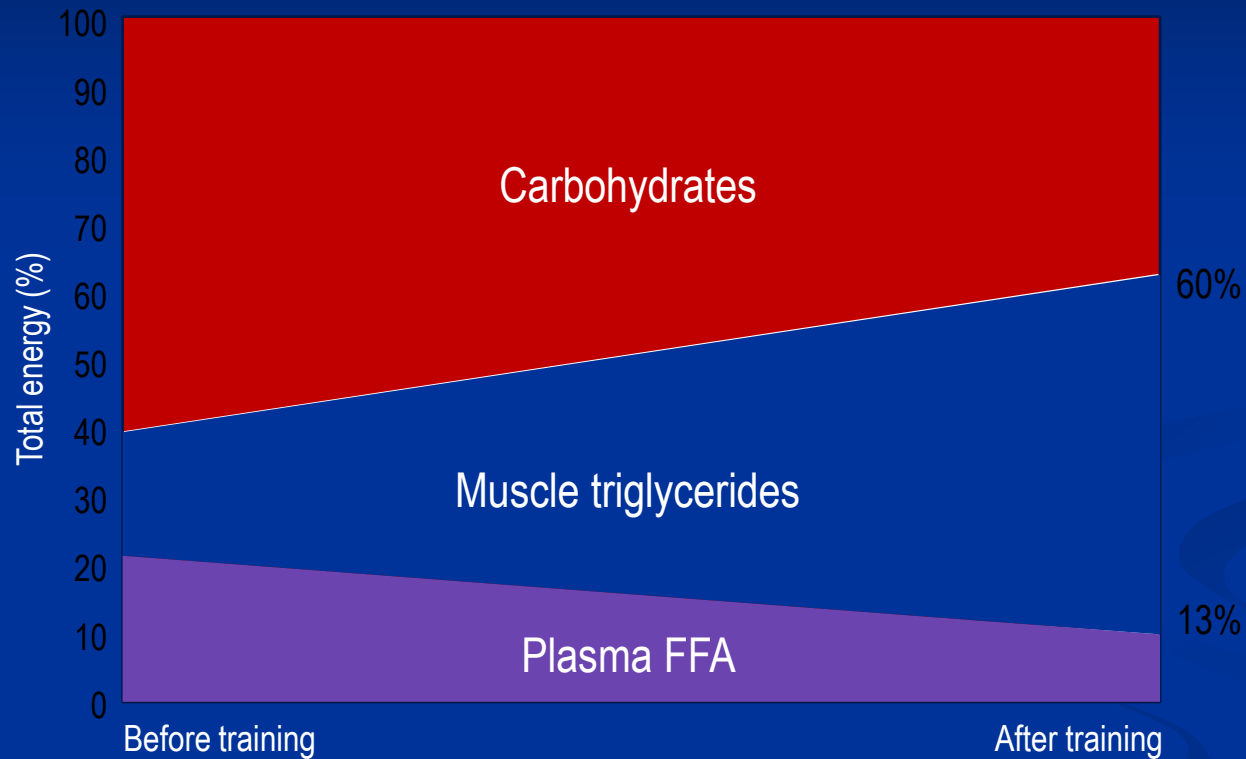 100
90
80
70
60
50
40
30
20
10
0
Total energy (%)
Carbohydrates
Muscle triglycerides
Plasma FFA
60%
13%
Before training
After training